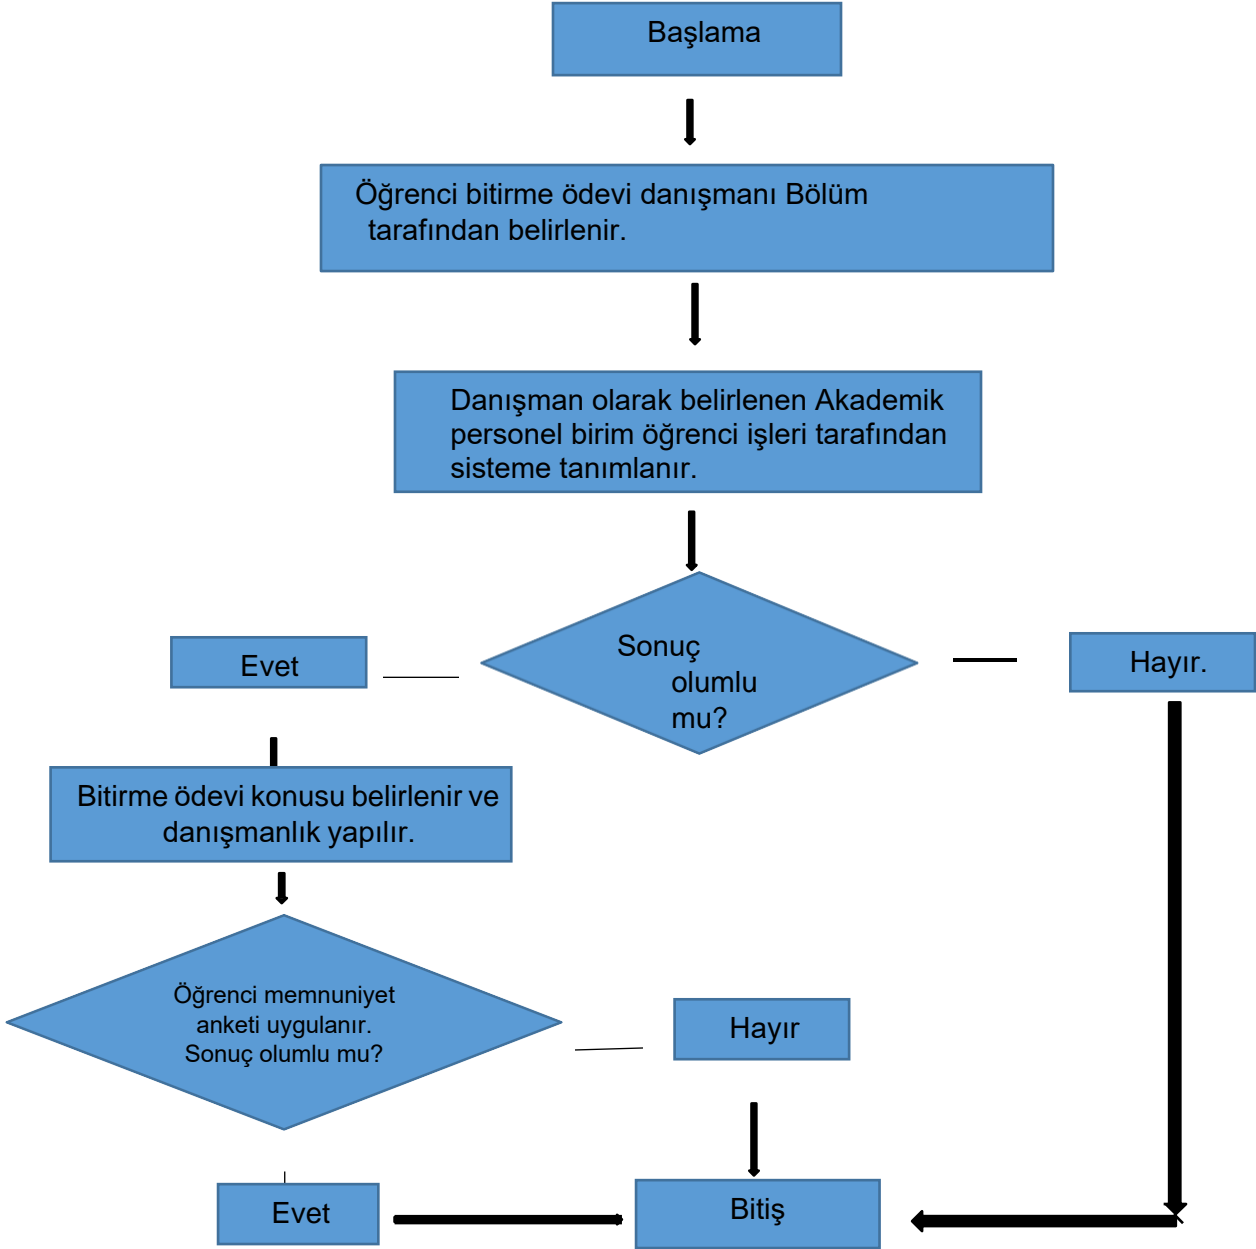 Başlama
Öğrenci bitirme ödevi danışmanı Bölüm
tarafından belirlenir.
Danışman olarak belirlenen Akademik
personel birim öğrenci işleri tarafından
sisteme tanımlanır.
Sonuç
olumlu
mu?
Evet
Hayır.
Bitirme ödevi konusu belirlenir ve
danışmanlık yapılır.
Öğrenci memnuniyet
anketi uygulanır.
Sonuç olumlu mu?
Hayır
Evet
Bitiş